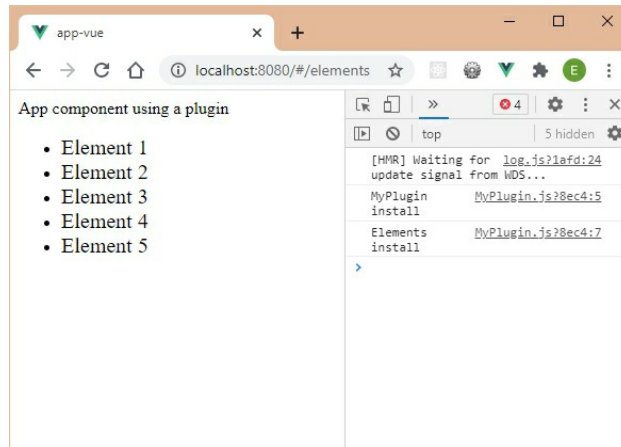 app-vue
localhost:8080/#/elements
E
App component using a plugin
Element 1
Element 2
Element 3
Element 4
Element 5
4
top
5 hidden
[HMR] Waiting for log.js?1afd:24
update signal from WDS...
MyPlugin MyPlugin.js?8ec4:5
install
Elements MyPlugin.js?8ec4:7
install